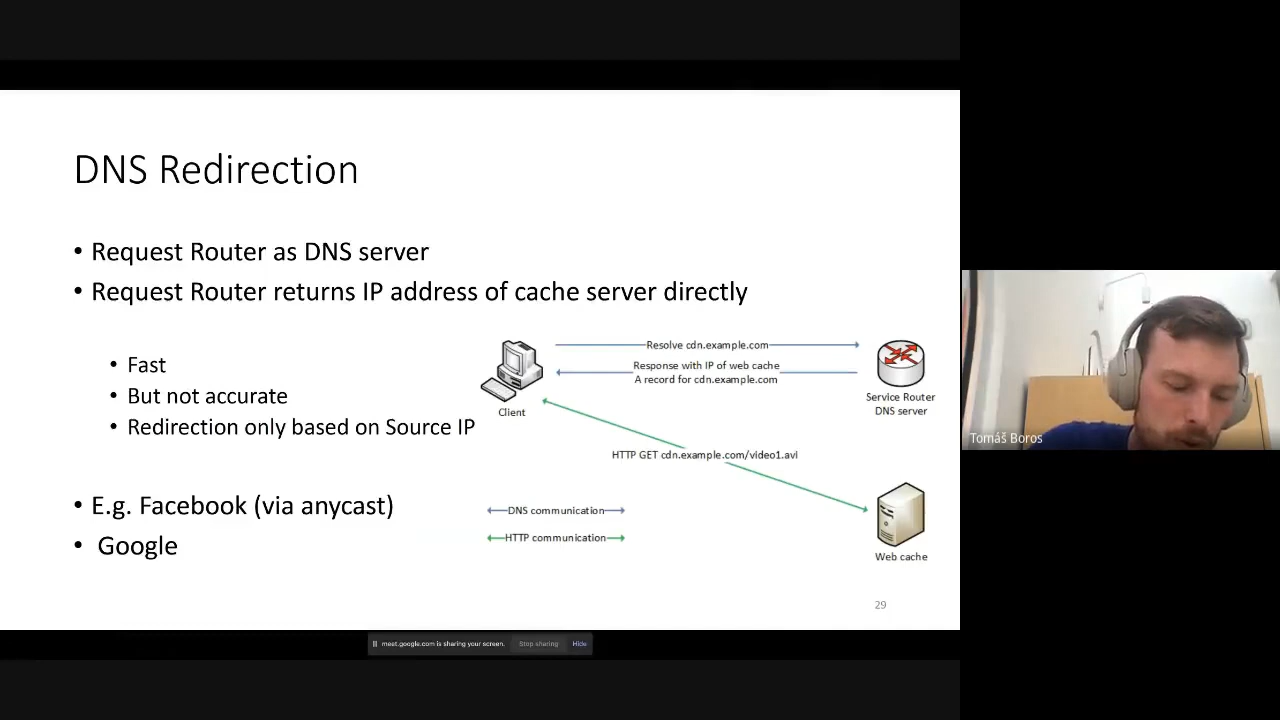 DNS Redirection
• Request Router as DNS server
• Request Router returns IP address of cache server directly
• Fast
• But not accurate
• Redirection only based on Source IP
• E.g. Facebook (via anycast)
• Google
Resolve cdn.example.com
Response with IP of web cache
A record for cdn.example.com
Client
Service Router
DNS server
HTTP GET cdn.example.com/video1.avi
DNS communication
HTTP communication
Web cache
29
Tomáš Boros
meet.google.com is sharing your screen.
Stop sharing
Hide